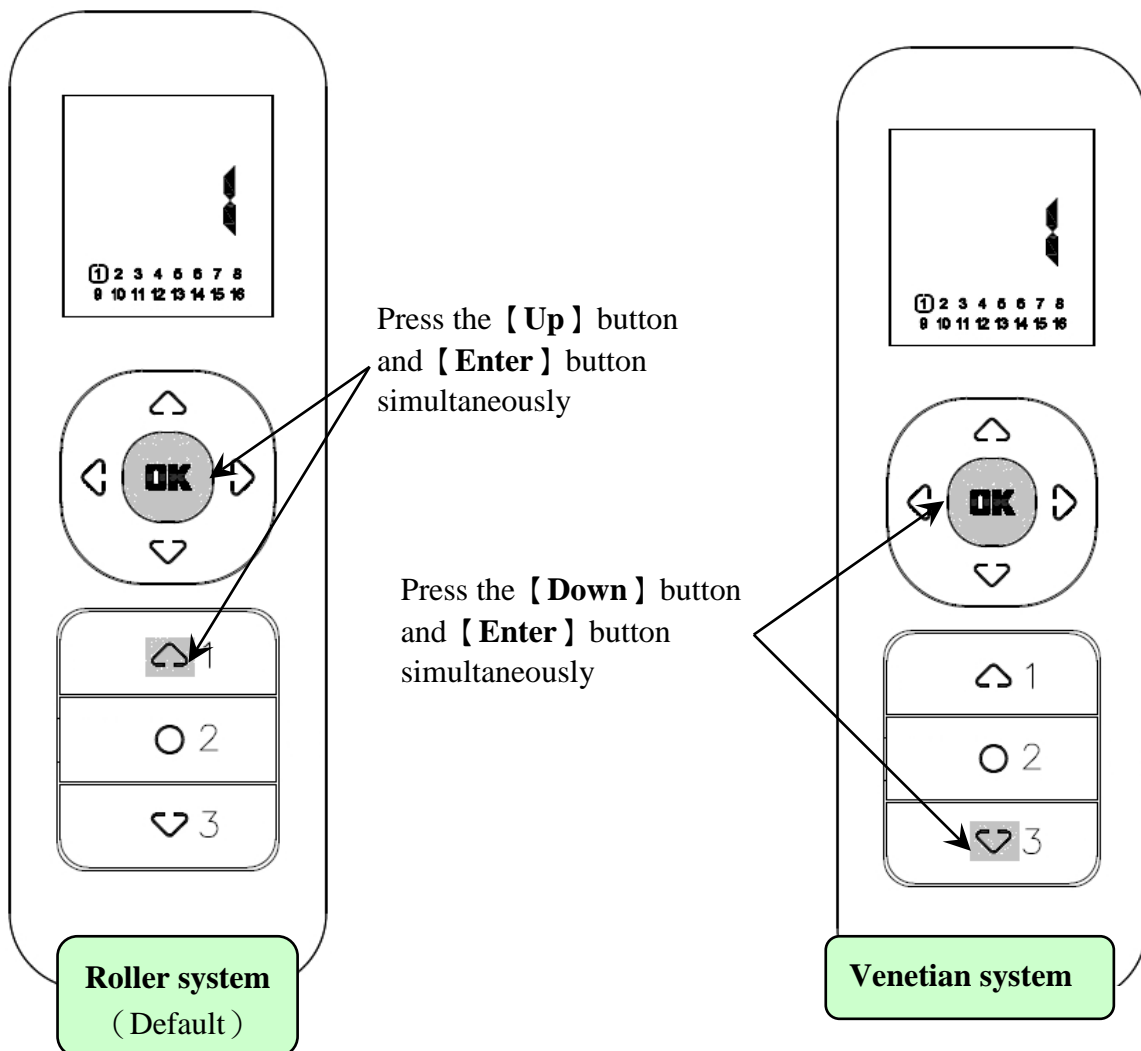 1
1 2 3 4 5 6 7 8
9 10 11 12 13 14 15 16
OK
1
2
3
Roller system
（Default）
Press the【Up】button
and【Enter】button
simultaneously
Press the【Down】button
and【Enter】button
simultaneously
1
1 2 3 4 5 6 7 8
9 10 11 12 13 14 15 16
OK
1
2
3
Venetian system